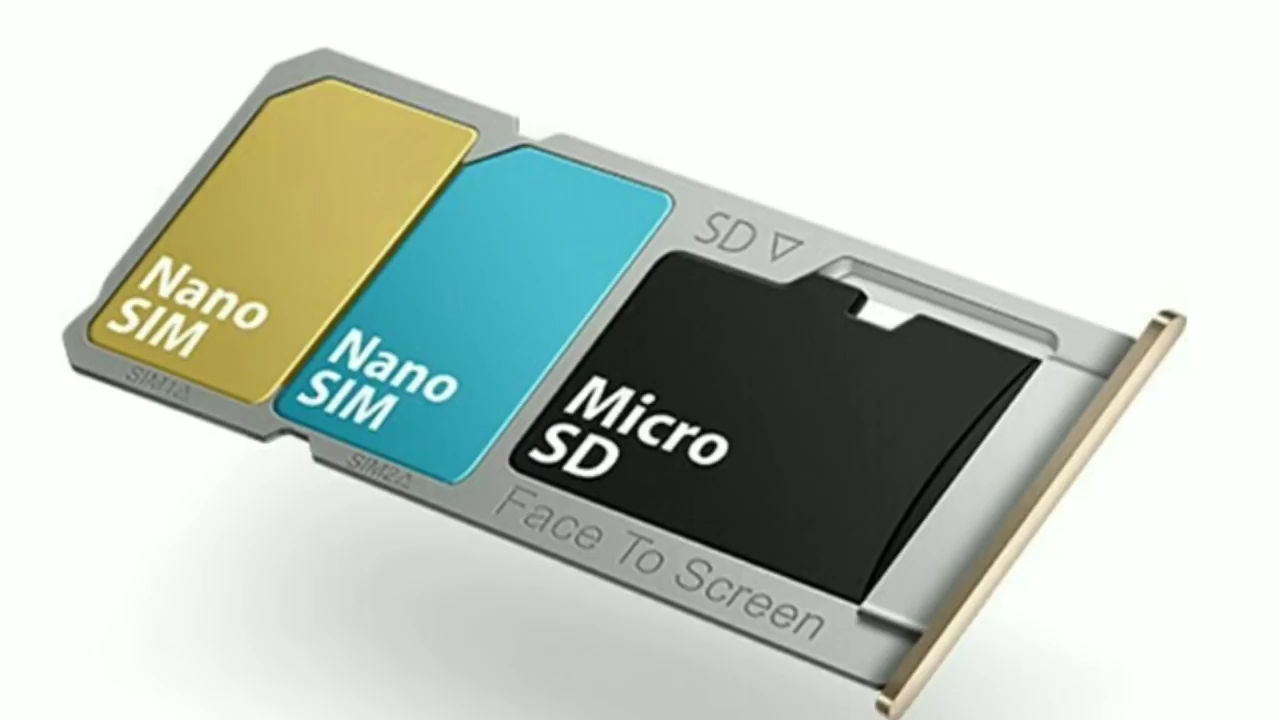 Nano
SIM
SIM1△
Nano
SIM
SIM2△
SD ▽
Micro
SD
Face To Screen